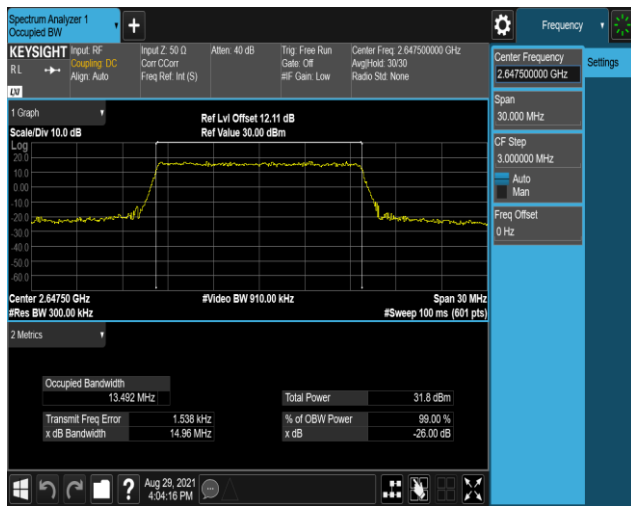 Spectrum Analyzer 1
Occupied BW
+
Frequency
KEYSIGHT
RL
LXI
Input: RF
Coupling: DC
Align: Auto
Input Z: 50 Ω
Corr CCorr
Freq Ref: Int (S)
Atten: 40 dB
Trig: Free Run
Gate: Off
#IF Gain: Low
Center Freq: 2.647500000 GHz
Avg|Hold: 30/30
Radio Std: None
Center Frequency
2.647500000 GHz
Settings
Span
30.000 MHz
CF Step
3.000000 MHz
Auto
Man
Freq Offset
0 Hz
1 Graph
Scale/Div 10.0 dB
Ref Lvl Offset 12.11 dB
Ref Value 30.00 dBm
Log
20.0
10.0
0.00
-10.0
-20.0
-30.0
-40.0
-50.0
-60.0
Center 2.64750 GHz
#Video BW 910.00 kHz
Span 30 MHz
#Res BW 300.00 kHz
#Sweep 100 ms (601 pts)
2 Metrics
Occupied Bandwidth
13.492 MHz
Total Power 31.8 dBm
Transmit Freq Error 1.538 kHz
% of OBW Power 99.00 %
x dB Bandwidth 14.96 MHz
x dB -26.00 dB
?
Aug 29, 2021
4:04:16 PM